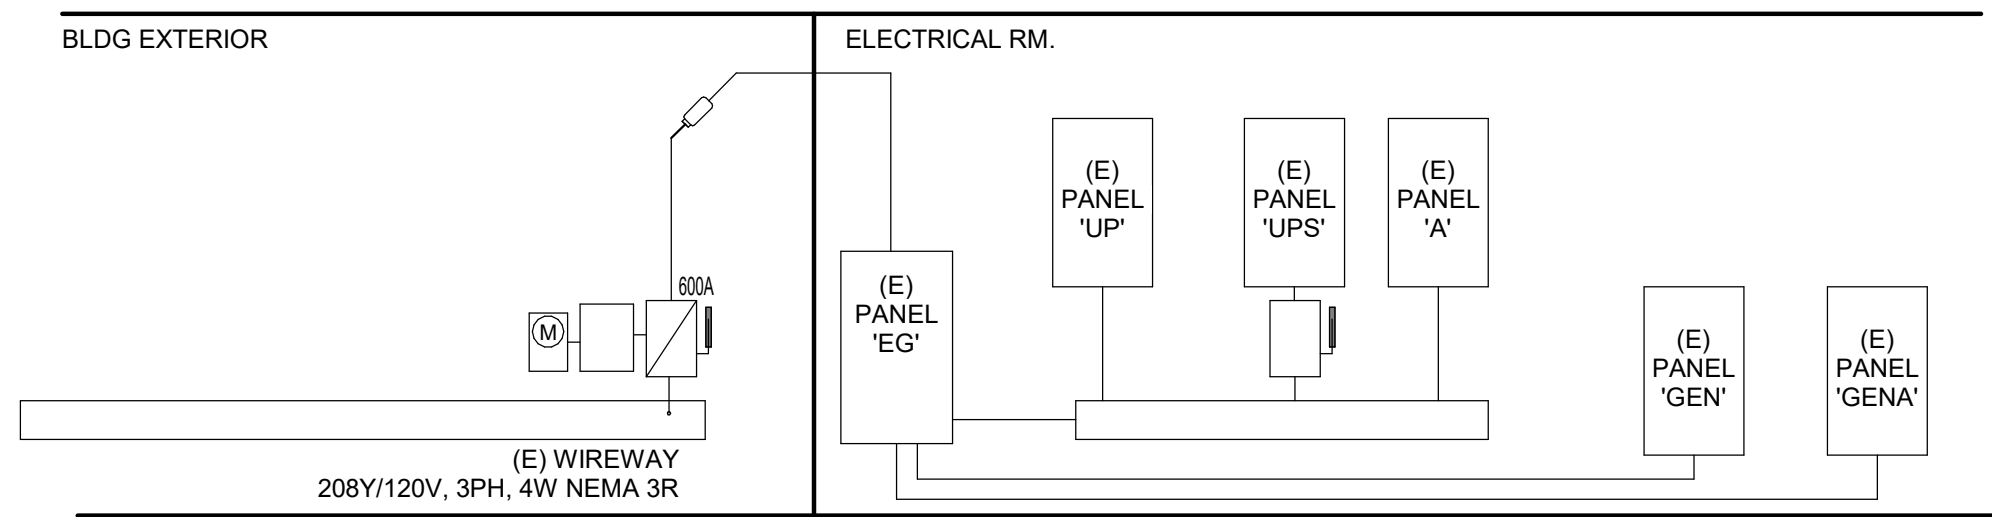 BLDG EXTERIOR
ELECTRICAL RM.
(E)
PANEL
'UP'
(E)
PANEL
'UPS'
(E)
PANEL
'A'
600A
M
(E)
PANEL
'EG'
(E)
PANEL
'GEN'
(E)
PANEL
'GENA'
(E) WIREWAY
208Y/120V, 3PH, 4W NEMA 3R